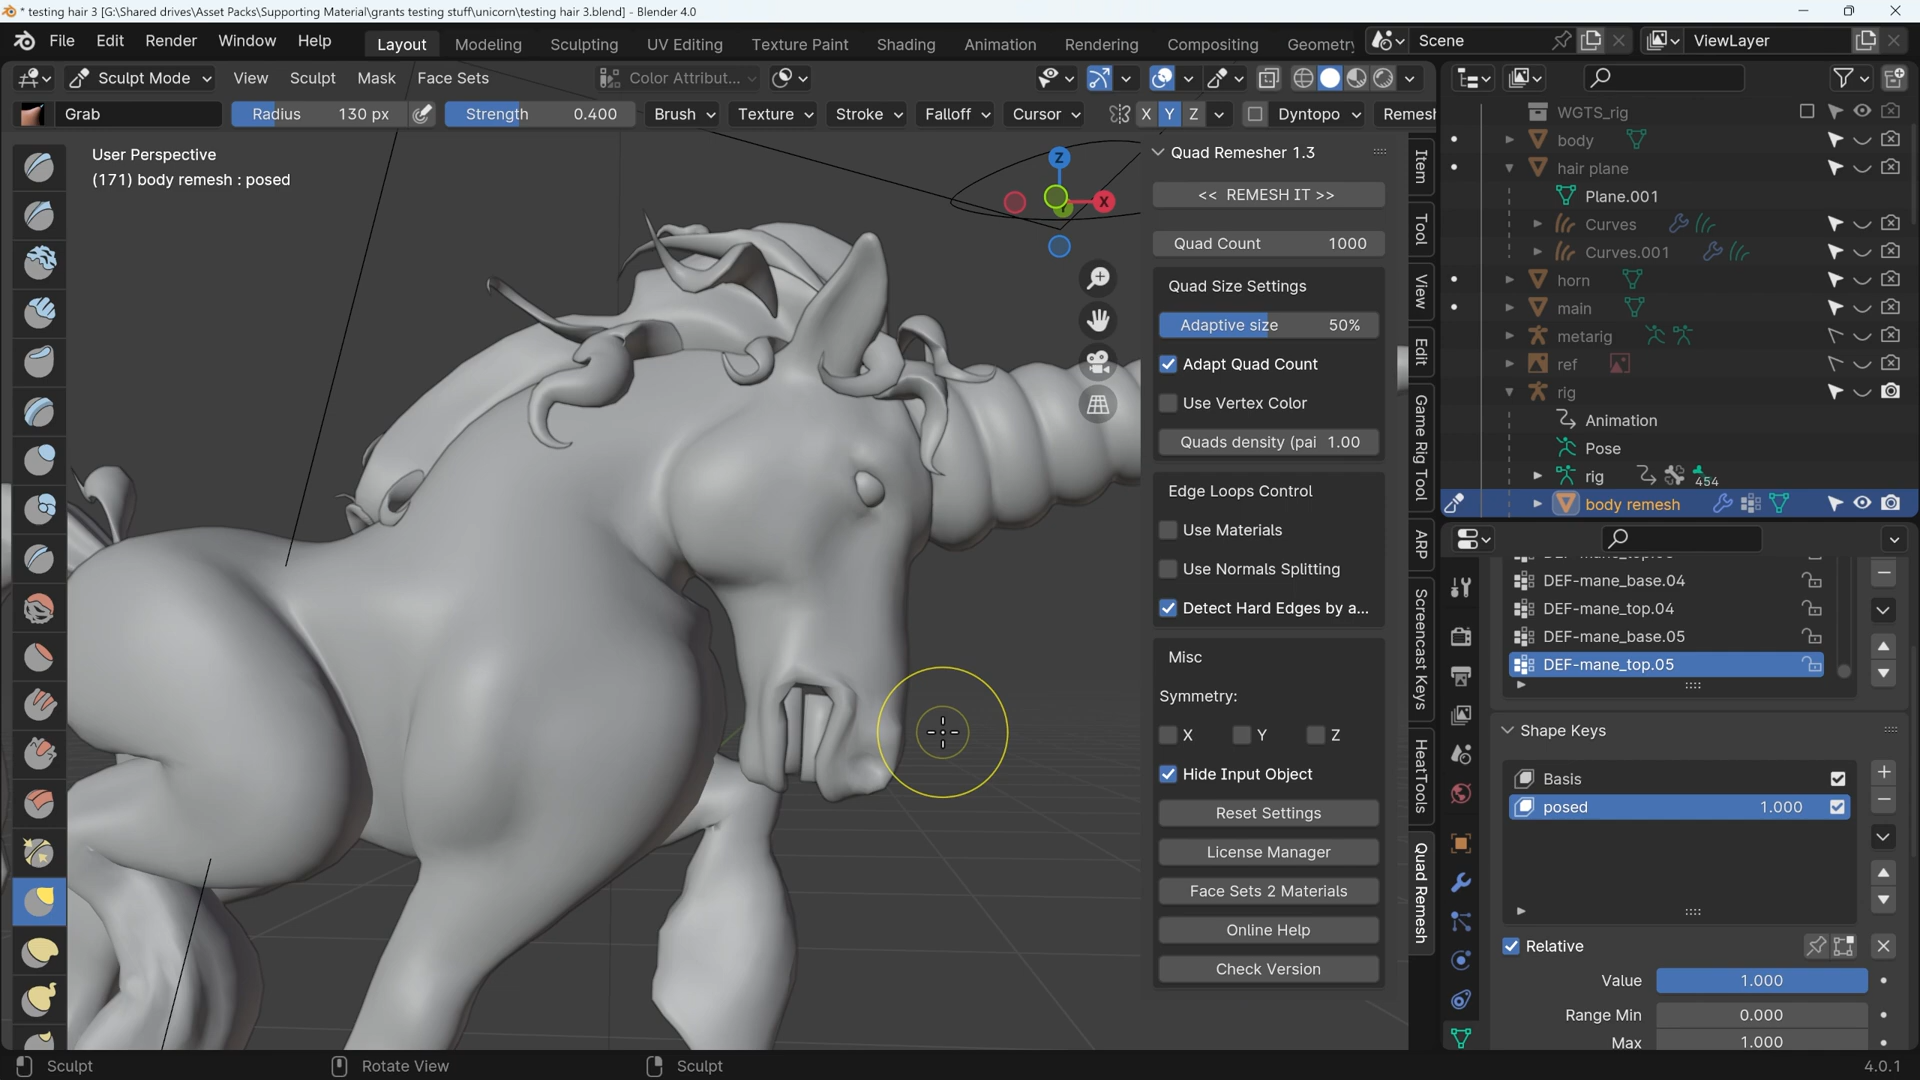 * testing hair 3 [G:\Shared drives\Asset Packs\Supporting Material\grants testing stuff\unicorn\testing hair 3.blend] - Blender 4.0
File Edit Render Window Help Layout Modeling Sculpting UV Editing Texture Paint Shading Animation Rendering Compositing Geometry Scene ViewLayer
Sculpt Mode View Sculpt Mask Face Sets Color Attribut...
Grab Radius 130 px Strength 0.400 Brush Texture Stroke Falloff Cursor X Y Z Dyntopo Remesh
User Perspective
(171) body remesh : posed
Z
X
Quad Remesher 1.3
<< REMESH IT >>
Quad Count 1000
Quad Size Settings
Adaptive size 50%
Adapt Quad Count
Use Vertex Color
Quads density (pai 1.00
Edge Loops Control
Use Materials
Use Normals Splitting
Detect Hard Edges by a...
Misc
Symmetry:
X Y Z
Hide Input Object
Reset Settings
License Manager
Face Sets 2 Materials
Online Help
Check Version
Item
Tool
View
Edit
Game Rig Tool
ARP
Screencast Keys
HeatTools
Quad Remesh
WGTS_rig
body
hair plane
Plane.001
Curves
Curves.001
horn
main
metarig
ref
rig
Animation
Pose
rig 454
body remesh
DEF-mane_base.04
DEF-mane_top.04
DEF-mane_base.05
DEF-mane_top.05
Shape Keys
Basis
posed 1.000
Relative
Value 1.000
Range Min 0.000
Max 1.000
Sculpt Rotate View Sculpt 4.0.1